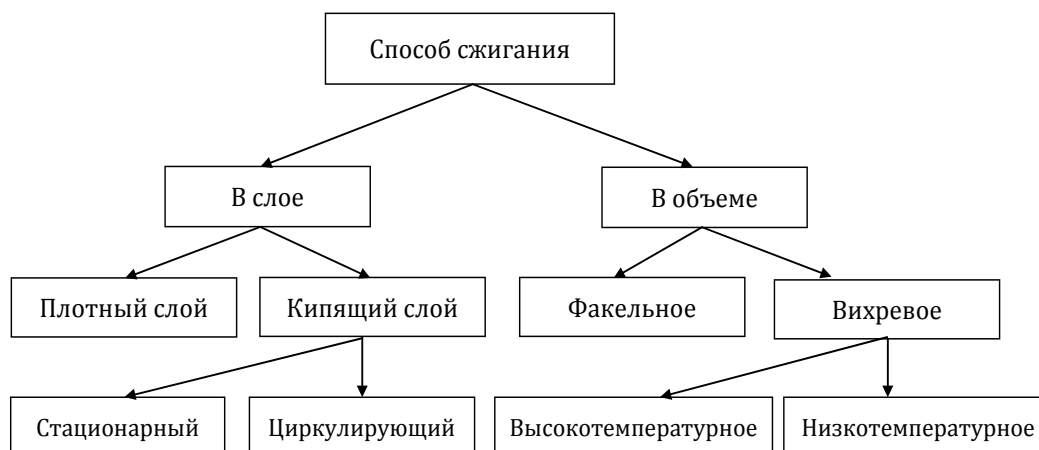 Способ сжигания
В слое
В объеме
Плотный слой
Кипящий слой
Факельное
Вихревое
Стационарный
Циркулирующий
Высокотемпературное
Низкотемпературное